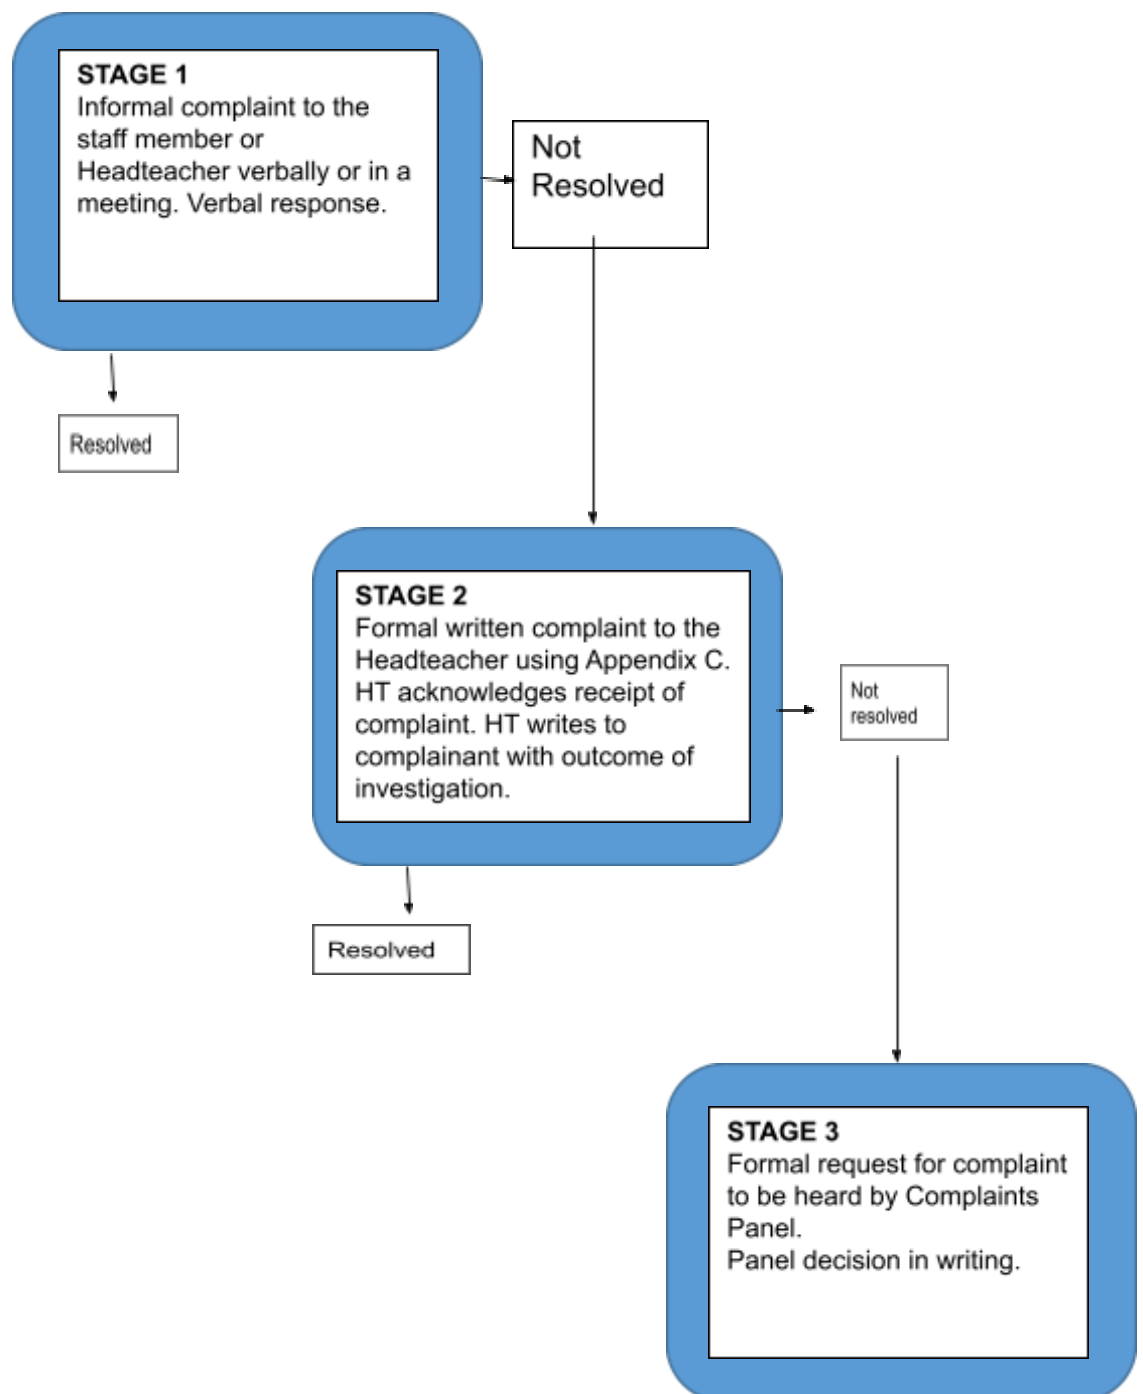 STAGE 1
Informal complaint to the
staff member or
Headteacher verbally or in a
meeting. Verbal response.
Not
Resolved
Resolved
STAGE 2
Formal written complaint to the
Headteacher using Appendix C.
HT acknowledges receipt of
complaint. HT writes to
complainant with outcome of
investigation.
Not
resolved
Resolved
STAGE 3
Formal request for complaint
to be heard by Complaints
Panel.
Panel decision in writing.